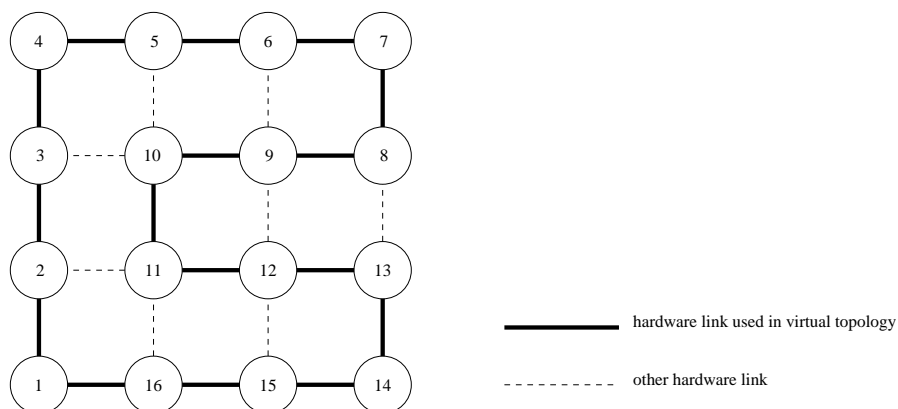 4 5 6 7
3 10 9 8
2 11 12 13
hardware link used in virtual topology
other hardware link
1 16 15 14